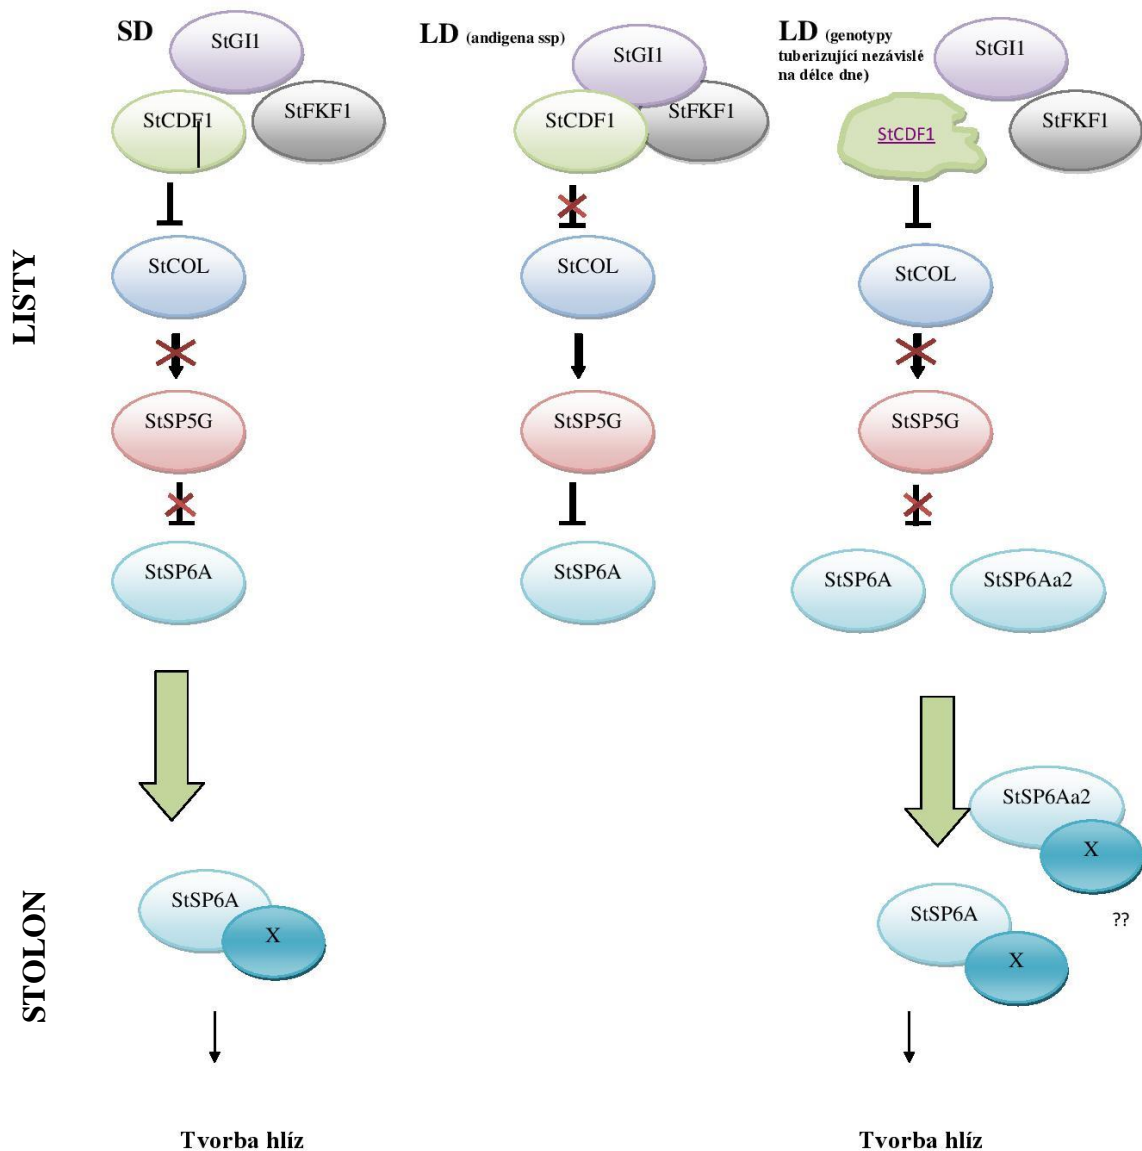 SD
StGI1
StCDF1
StFKF1
LD (andigena ssp)
StGI1
StCDF1
StFKF1
LD (genotypy
tuberizující nezávislé
na délce dne)
StGI1
StCDF1
StFKF1
LISTY
StCOL
StCOL
StCOL
StSP5G
StSP5G
StSP5G
StSP6A
StSP6A
StSP6A
StSP6Aa2
STOLON
StSP6A
X
StSP6Aa2
X
StSP6A
X
??
Tvorba hlíz
Tvorba hlíz